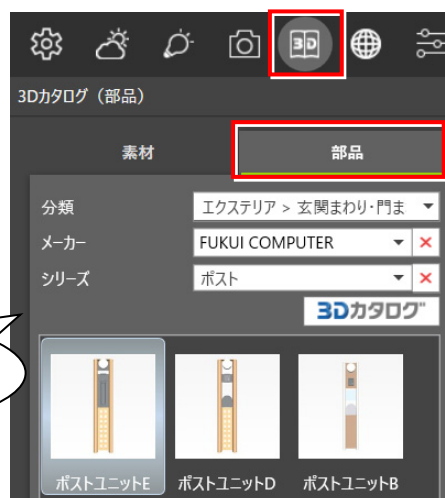 3D
3Dカタログ（部品）
素材 部品
分類 エクステリア > 玄関まわり・門ま
メーカー FUKUI COMPUTER
シリーズ ポスト
3Dカタログ
ポストユニットE ポストユニットD ポストユニットB